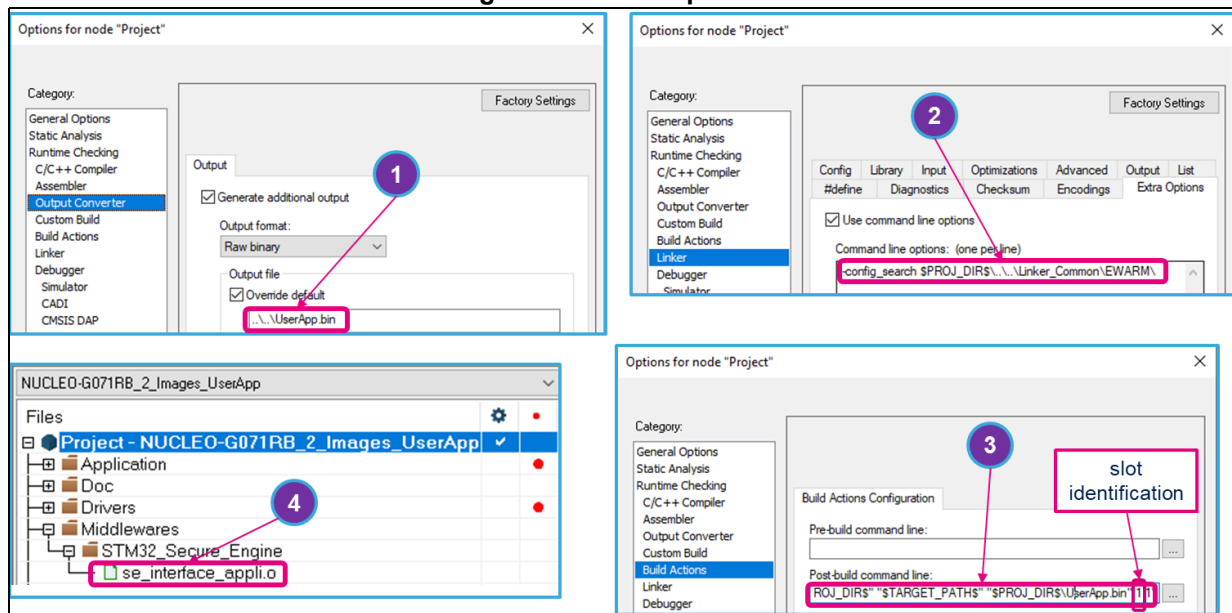 Options for node "Project"
Category:
Factory Settings
General Options
Static Analysis
Runtime Checking
C/C++ Compiler
Assembler
Output Converter
Custom Build
Build Actions
Linker
Debugger
Simulator
CADI
CMSIS DAP
Output
1
Generate additional output
Output format:
Raw binary
Output file
Override default
..\..\UserApp.bin
Options for node "Project"
Category:
Factory Settings
General Options
Static Analysis
Runtime Checking
C/C++ Compiler
Assembler
Output Converter
Custom Build
Build Actions
Linker
Debugger
Simulator
2
Config Library Input Optimizations Advanced Output List
#define Diagnostics Checksum Encodings Extra Options
Use command line options
Command line options: (one per line)
-config_search $PROJ_DIR$\..\..\Linker_Common\EWARM\
NUCLEO-G071RB_2_Images_UserApp
Files
Project - NUCLEO-G071RB_2_Images_UserApp
Application
Doc
Drivers
4
Middlewares
STM32_Secure_Engine
se_interface_appli.o
Options for node "Project"
Category:
General Options
Static Analysis
Runtime Checking
C/C++ Compiler
Assembler
Output Converter
Custom Build
Build Actions
Linker
Debugger
3
slot
identification
Build Actions Configuration
Pre-build command line:
...
Post-build command line:
ROJ_DIR$" "$TARGET_PATH$" "$PROJ_DIR$\UserApp.bin" "1" 1"
...